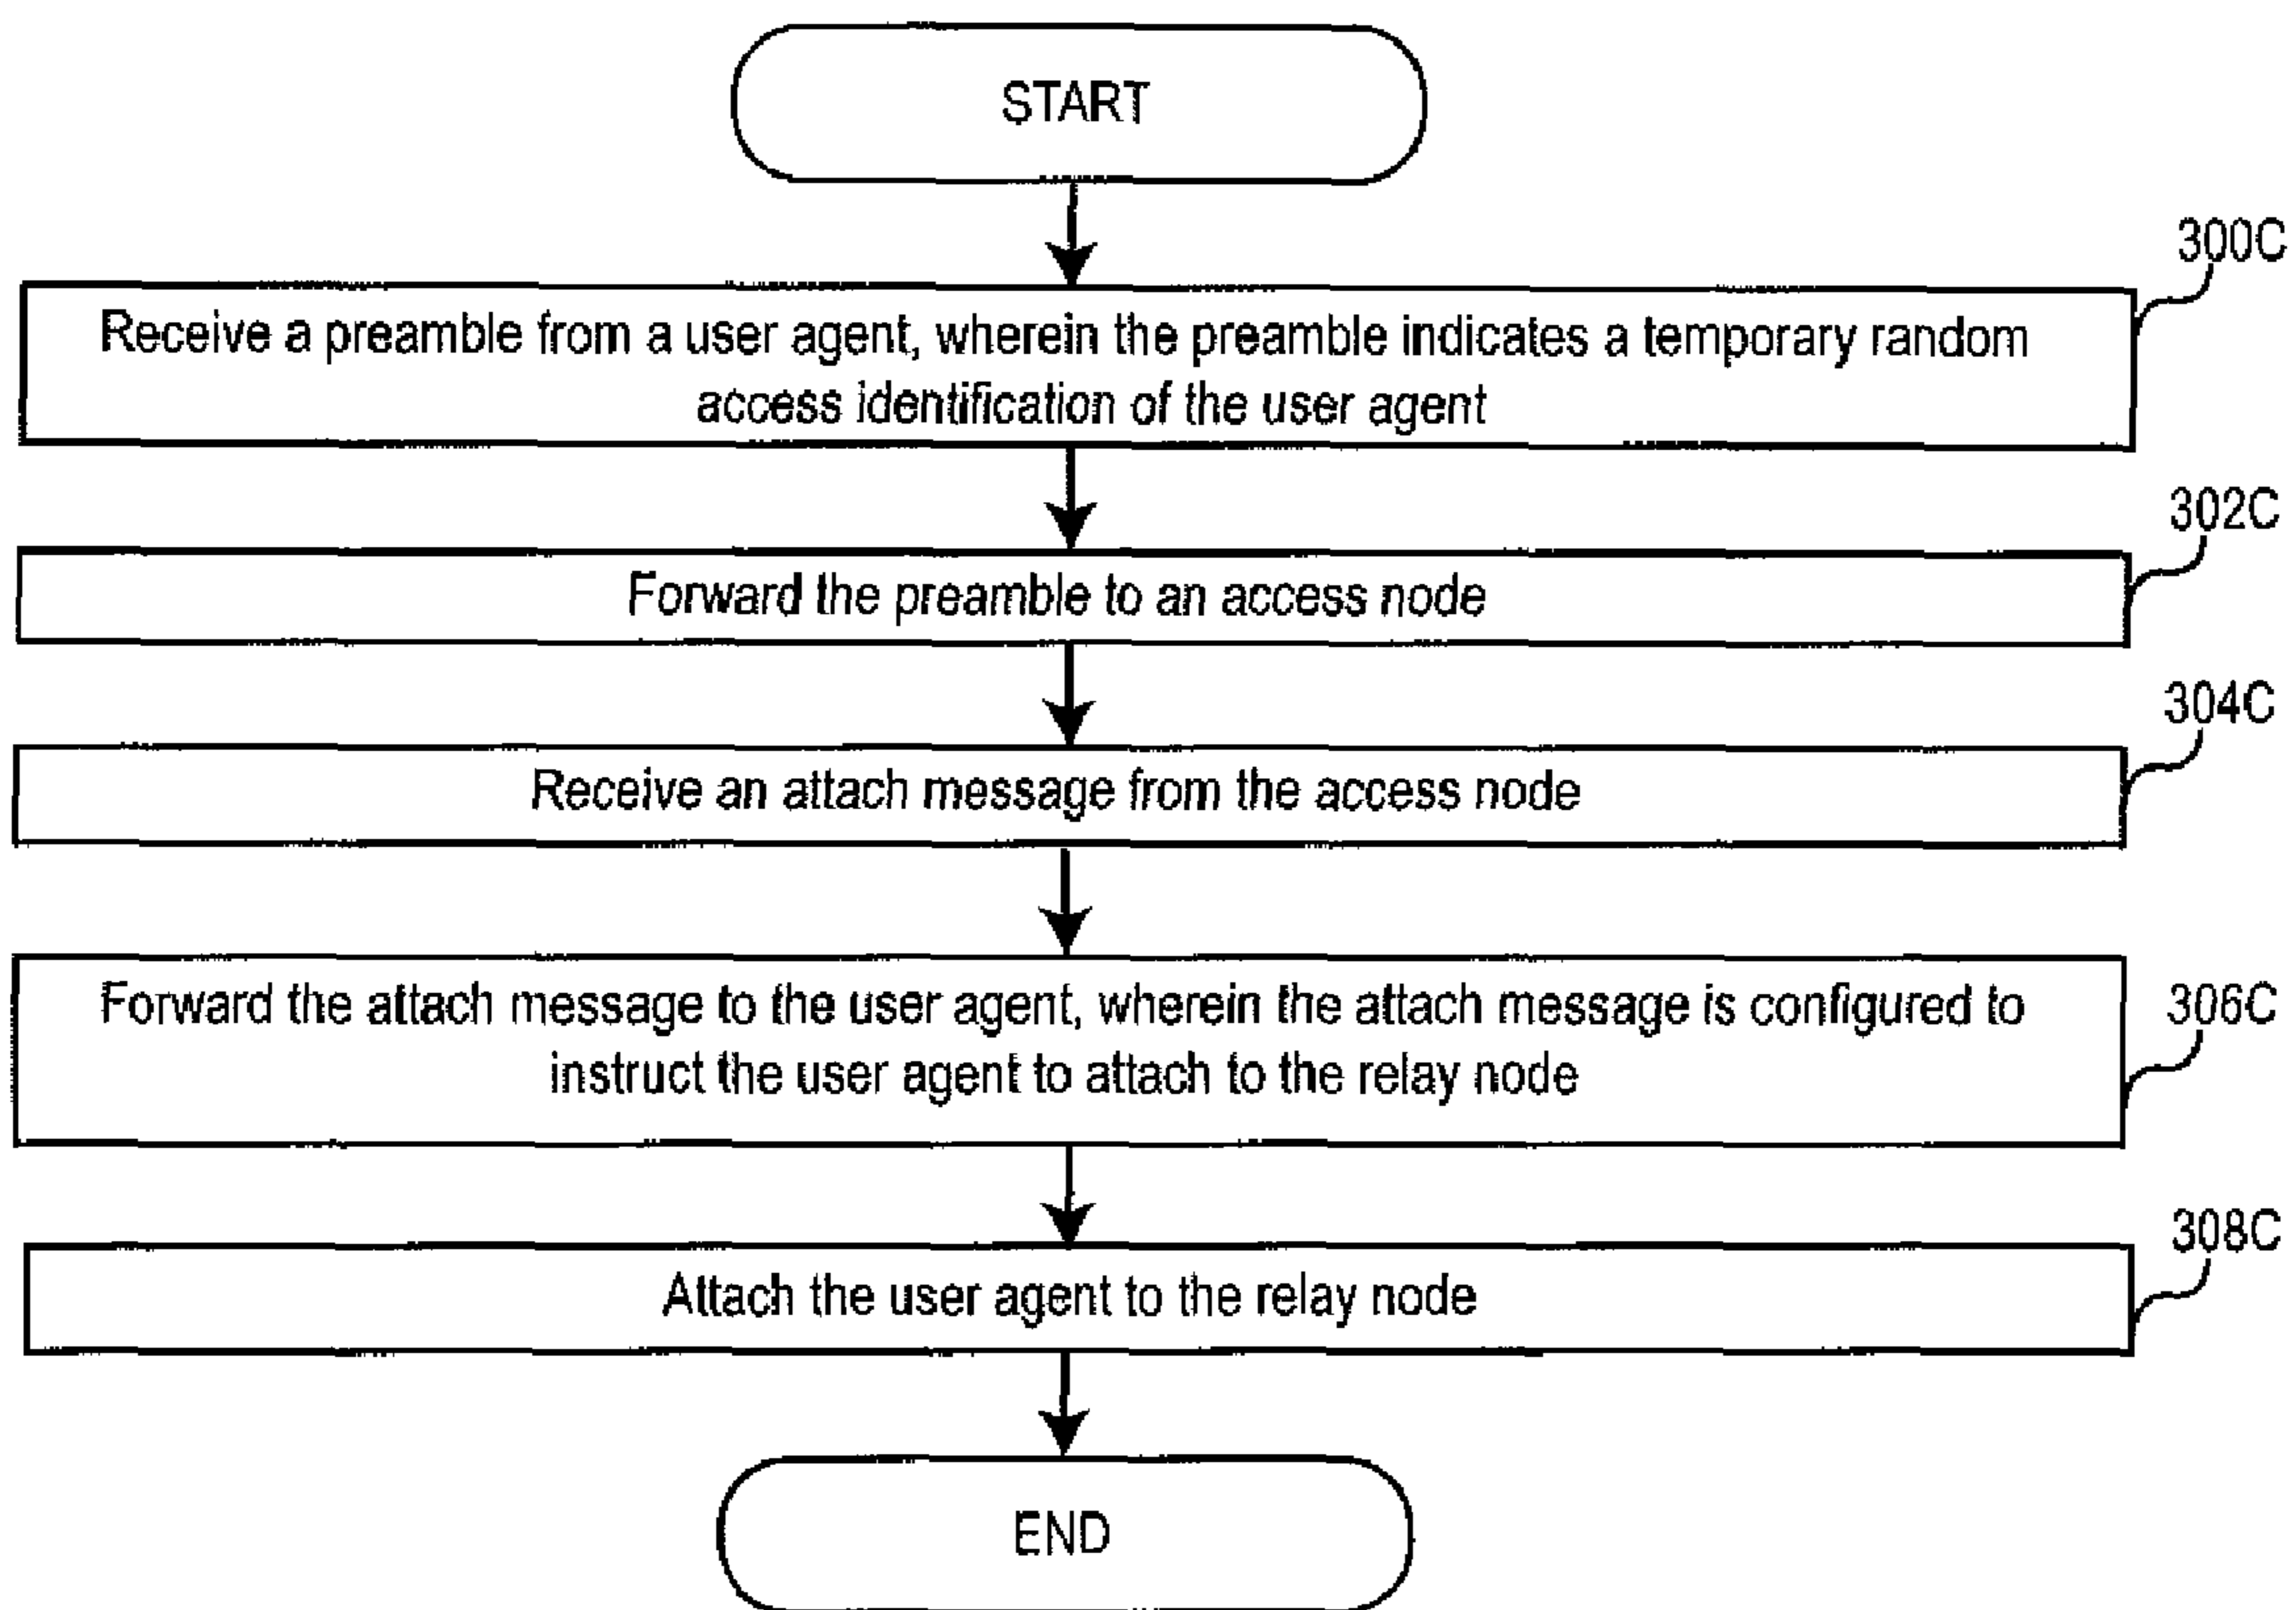 START
300C
Receive a preamble from a user agent, wherein the preamble indicates a temporary random
access identification of the user agent
302C
Forward the preamble to an access node
304C
Receive an attach message from the access node
306C
Forward the attach message to the user agent, wherein the attach message is configured to
instruct the user agent to attach to the relay node
308C
Attach the user agent to the relay node
END